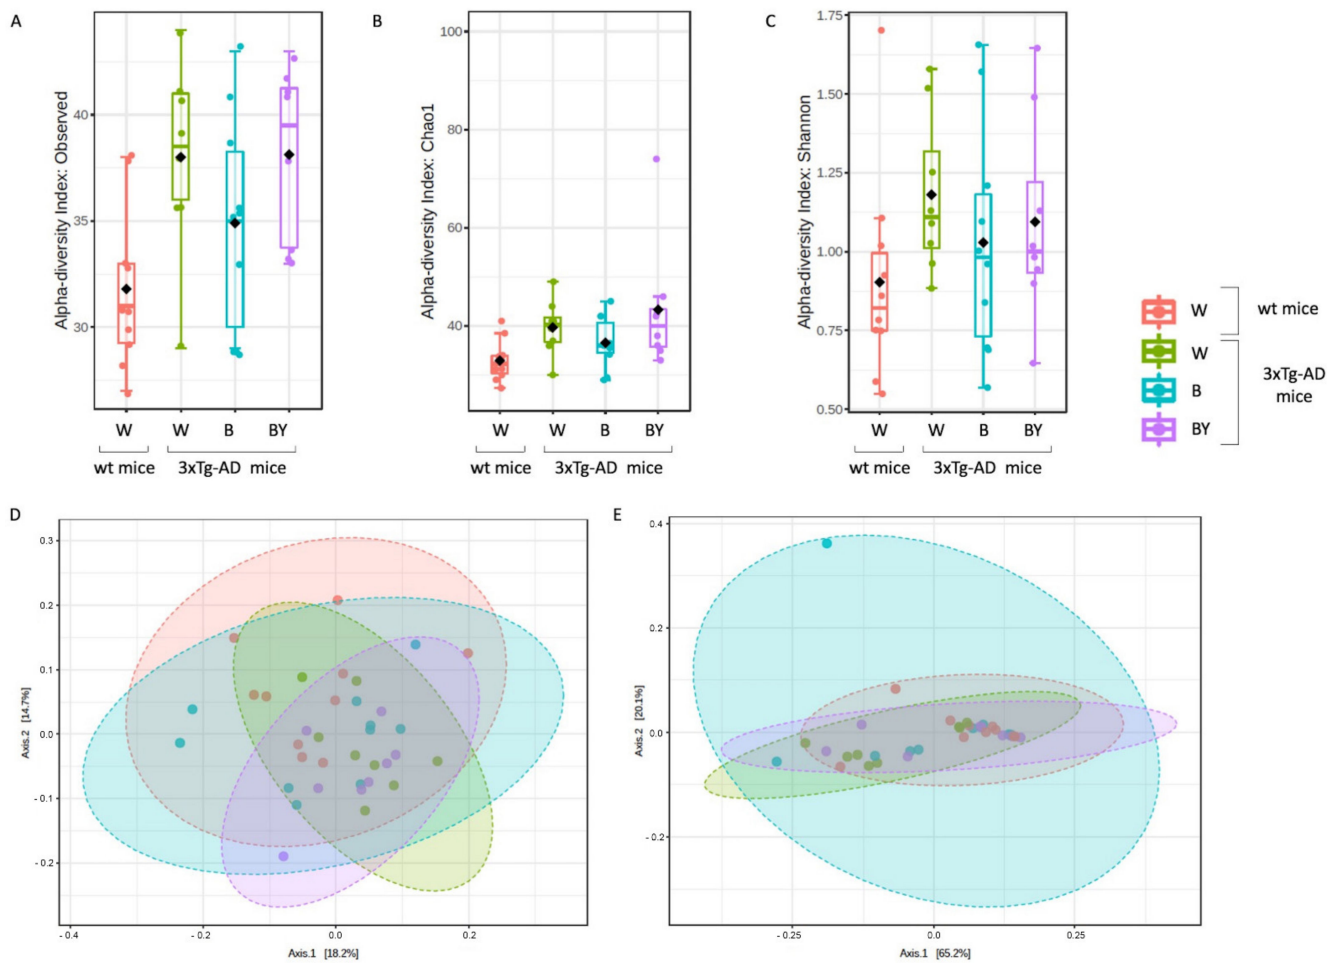 A
Alpha-diversity Index: Observed
40
35
30
W W B BY
wt mice 3xTg-AD mice
B
Alpha-diversity Index: Chao1
100
80
60
40
W W B BY
wt mice 3xTg-AD mice
C
Alpha-diversity Index: Shannon
1.75
1.50
1.25
1.00
0.75
0.50
W W B BY
wt mice 3xTg-AD mice
W wt mice
W
B
BY
3xTg-AD
mice
D
Axis.2 [14.7%]
0.3
0.2
0.1
0.0
-0.1
-0.2
-0.4 -0.2 0.0 0.2
Axis.1 [18.2%]
E
Axis.2 [20.1%]
0.4
0.2
0.0
-0.2
-0.25 0.0 0.25
Axis.1 [65.2%]